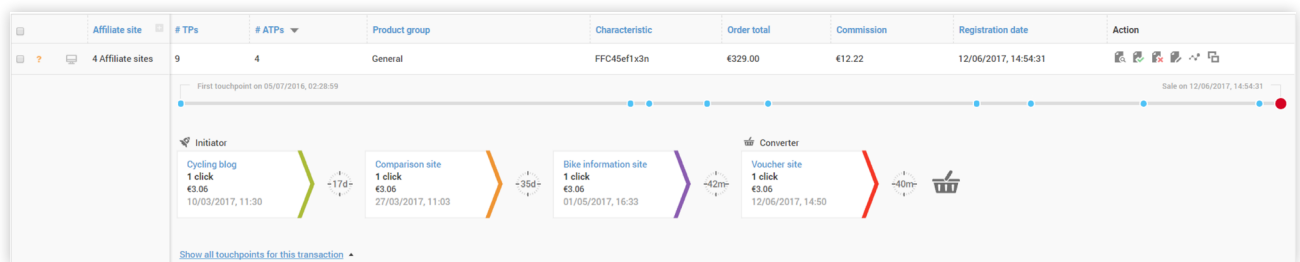 Affiliate site # TPs # ATPs Product group Characteristic Order total Commission Registration date Action
? 4 Affiliate sites 9 4 General FFC45ef1x3n €329.00 €12.22 12/06/2017, 14:54:31
First touchpoint on 05/07/2016, 02:28:59 Sale on 12/06/2017, 14:54:31
Initiator Converter
Cycling blog Comparison site Bike information site Voucher site
1 click 1 click 1 click 1 click
-17d- -35d- -42m- -40m-
€3.06 €3.06 €3.06 €3.06
10/03/2017, 11:30 27/03/2017, 11:03 01/05/2017, 16:33 12/06/2017, 14:50
Show all touchpoints for this transaction